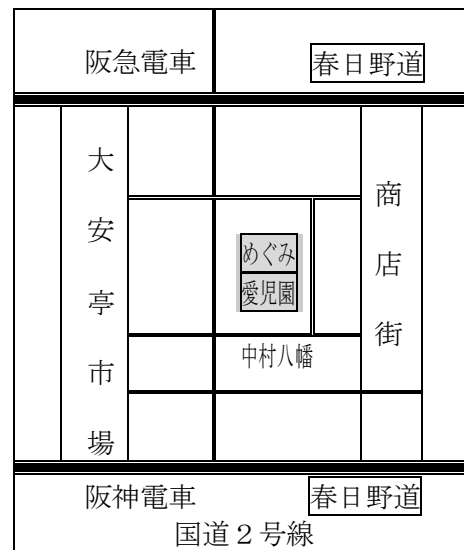 阪急電車
春日野道
大安亭市場
商店街
めぐみ
愛児園
中村八幡
阪神電車
春日野道
国道２号線